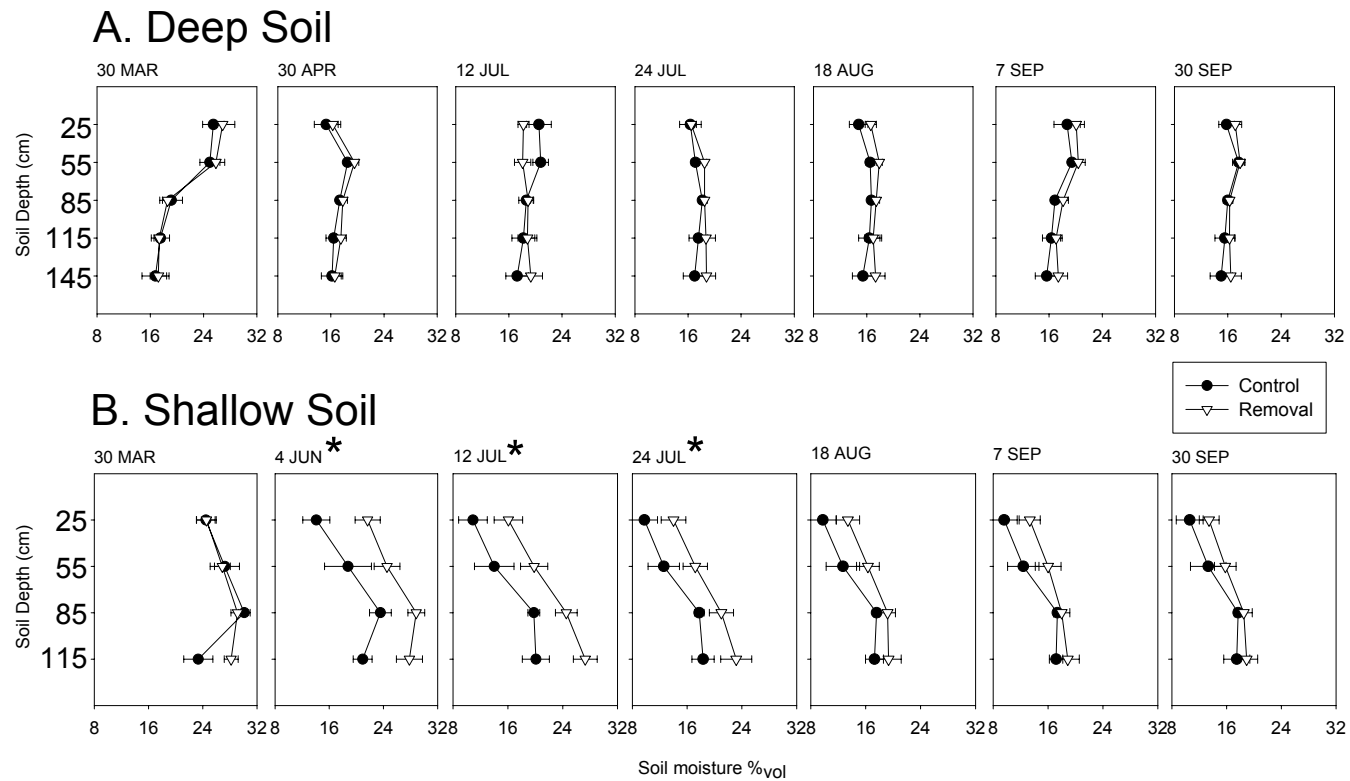 A. Deep Soil
30 MAR 30 APR 12 JUL 24 JUL 18 AUG 7 SEP 30 SEP
Soil Depth (cm)
25
55
85
115
145
8 16 24 32 8 16 24 32 8 16 24 32 8 16 24 32 8 16 24 32 8 16 24 32 8 16 24 32
Control
Removal
B. Shallow Soil
30 MAR 4 JUN * 12 JUL * 24 JUL * 18 AUG 7 SEP 30 SEP
Soil Depth (cm)
25
55
85
115
8 16 24 32 8 16 24 32 8 16 24 32 8 16 24 32 8 16 24 32 8 16 24 32 8 16 24 32
Soil moisture %vol